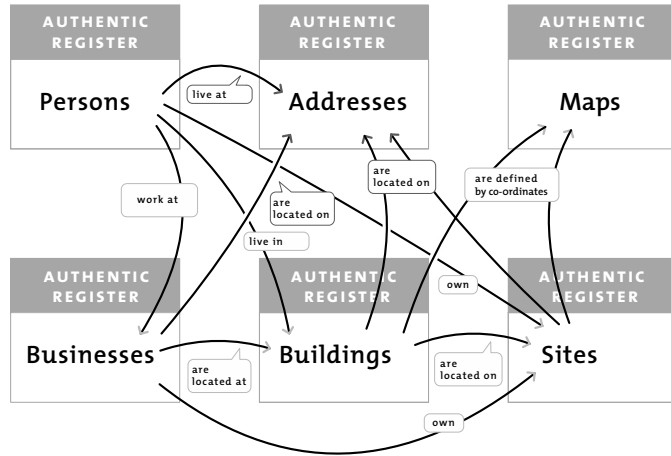 AUTHENTIC
REGISTER
Persons
AUTHENTIC
REGISTER
Addresses
AUTHENTIC
REGISTER
Maps
live at
are
located on
are defined
by co-ordinates
work at
are
located on
live in
own
AUTHENTIC
REGISTER
Businesses
AUTHENTIC
REGISTER
Buildings
AUTHENTIC
REGISTER
Sites
are
located at
are
located on
own